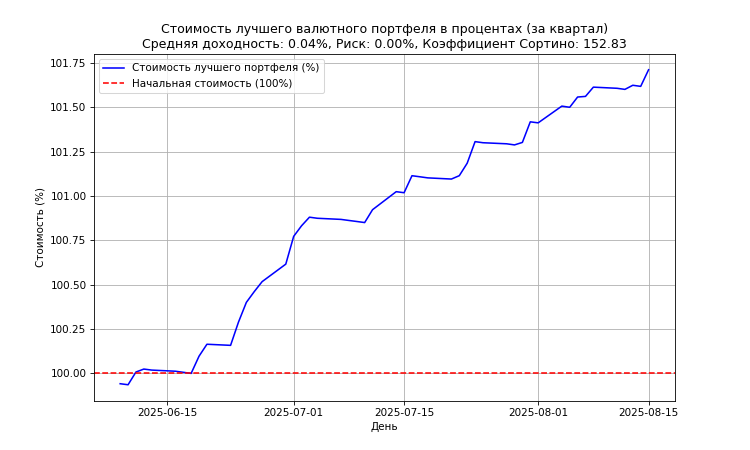 Стоимость лучшего валютного портфеля в процентах (за квартал)
Средняя доходность: 0.04%, Риск: 0.00%, Коэффициент Сортино: 152.83
Стоимость лучшего портфеля (%)
Начальная стоимость (100%)
101.75
101.50
101.25
101.00
100.75
100.50
100.25
100.00
Стоимость (%)
2025-06-15
2025-07-01
2025-07-15
2025-08-01
2025-08-15
День